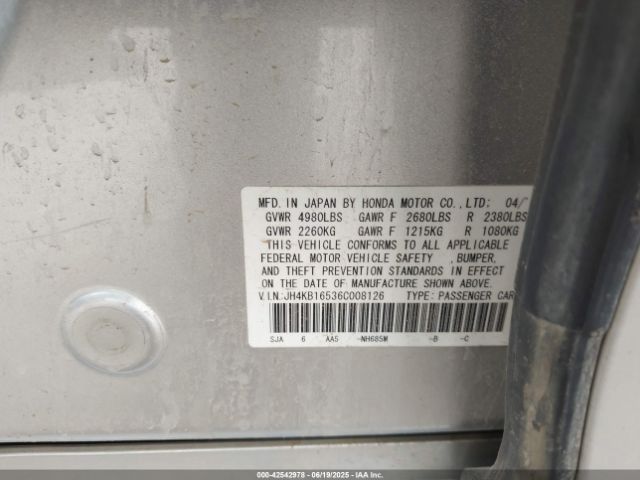 MFD. IN JAPAN BY HONDA MOTOR CO., LTD: 04/
GVWR 4980LBS GAWR F 2680LBS R 2380LBS
GVWR 2260KG GAWR F 1215KG R 1080KG
THIS VEHICLE CONFORMS TO ALL APPLICABLE
FEDERAL MOTOR VEHICLE SAFETY , BUMPER,
AND THEFT PREVENTION STANDARDS IN EFFECT
ON THE DATE OF MANUFACTURE SHOWN ABOVE.
V.I.N:JH4KB16536C008126 TYPE: PASSENGER CAR
SJA 6 AA5 -NH685M -B -C
000-42542978 - 06/19/2025 - IAA Inc.